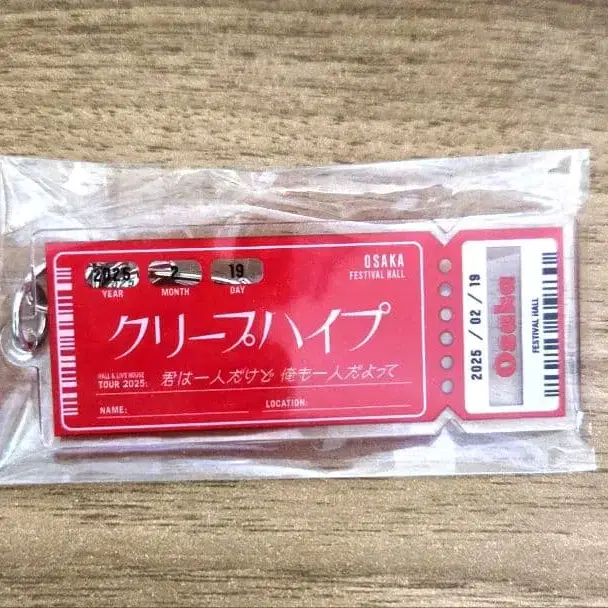 2025 2 19
YEAR MONTH DAY
OSAKA
FESTIVAL HALL
クリープハイプ
HALL & LIVE HOUSE
TOUR 2025: 君は一人だけど 俺も一人だよって
NAME: LOCATION:
2025 / 02 / 19
Osaka
FESTIVAL HALL